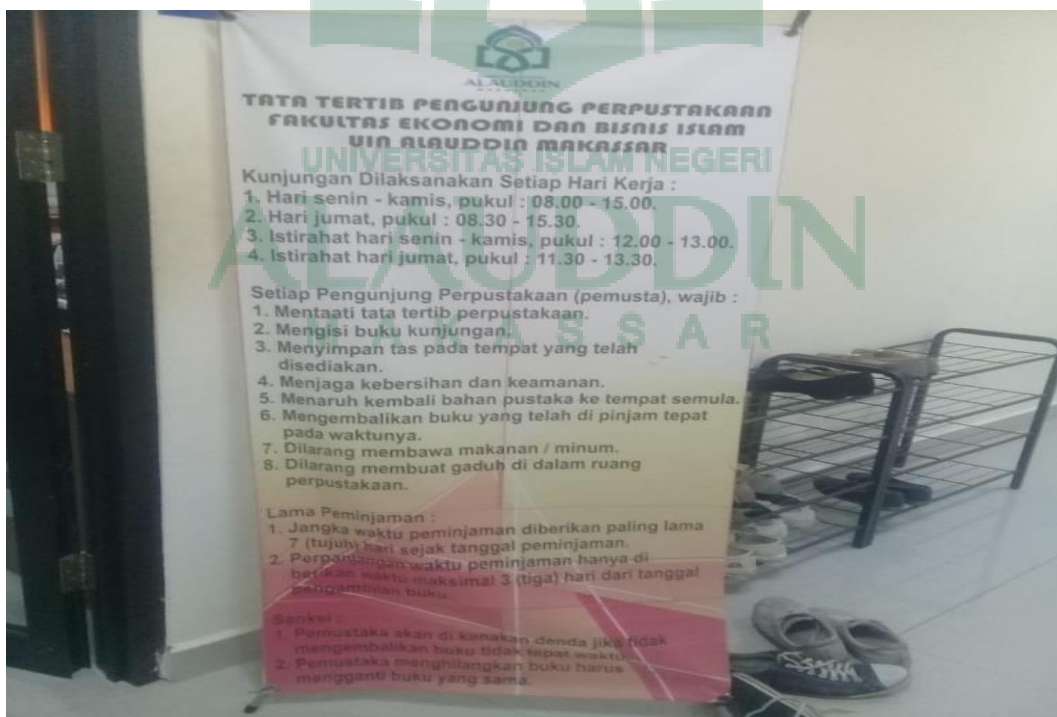 ALAUDDIN
TATA TERTIB PENGUNJUNG PERPUSTAKAAN
FAKULTAS EKONOMI DAN BISNIS ISLAM
UIN ALAUDDIN MAKASSAR
UNIVERSITAS ISLAM NEGERI
Kunjungan Dilaksanakan Setiap Hari Kerja :
1. Hari senin - kamis, pukul : 08.00 - 15.00.
2. Hari jumat, pukul : 08.30 - 15.30.
3. Istirahat hari senin - kamis, pukul : 12.00 - 13.00.
4. Istirahat hari jumat, pukul : 11.30 - 13.30.
ALAUDDIN
Setiap Pengunjung Perpustakaan (pemusta), wajib :
1. Mentaati tata tertib perpustakaan.
2. Mengisi buku kunjungan.
MAKASSAR
3. Menyimpan tas pada tempat yang telah
disediakan.
4. Menjaga kebersihan dan keamanan.
5. Menaruh kembali bahan pustaka ke tempat semula.
6. Mengembalikan buku yang telah di pinjam tepat
pada waktunya.
7. Dilarang membawa makanan / minum.
8. Dilarang membuat gaduh di dalam ruang
perpustakaan.
Lama Peminjaman :
1. Jangka waktu peminjaman diberikan paling lama
7 (tujuh) hari sejak tanggal peminjaman.
2. Perpanjangan waktu peminjaman hanya di
berikan waktu maksimal 3 (tiga) hari dari tanggal
pengambilan buku.
Sanksi :
1. Pemustaka akan di kenakan denda jika tidak
mengembalikan buku tidak tepat waktu
2. Pemustaka menghilangkan buku harus
mengganti buku yang sama.